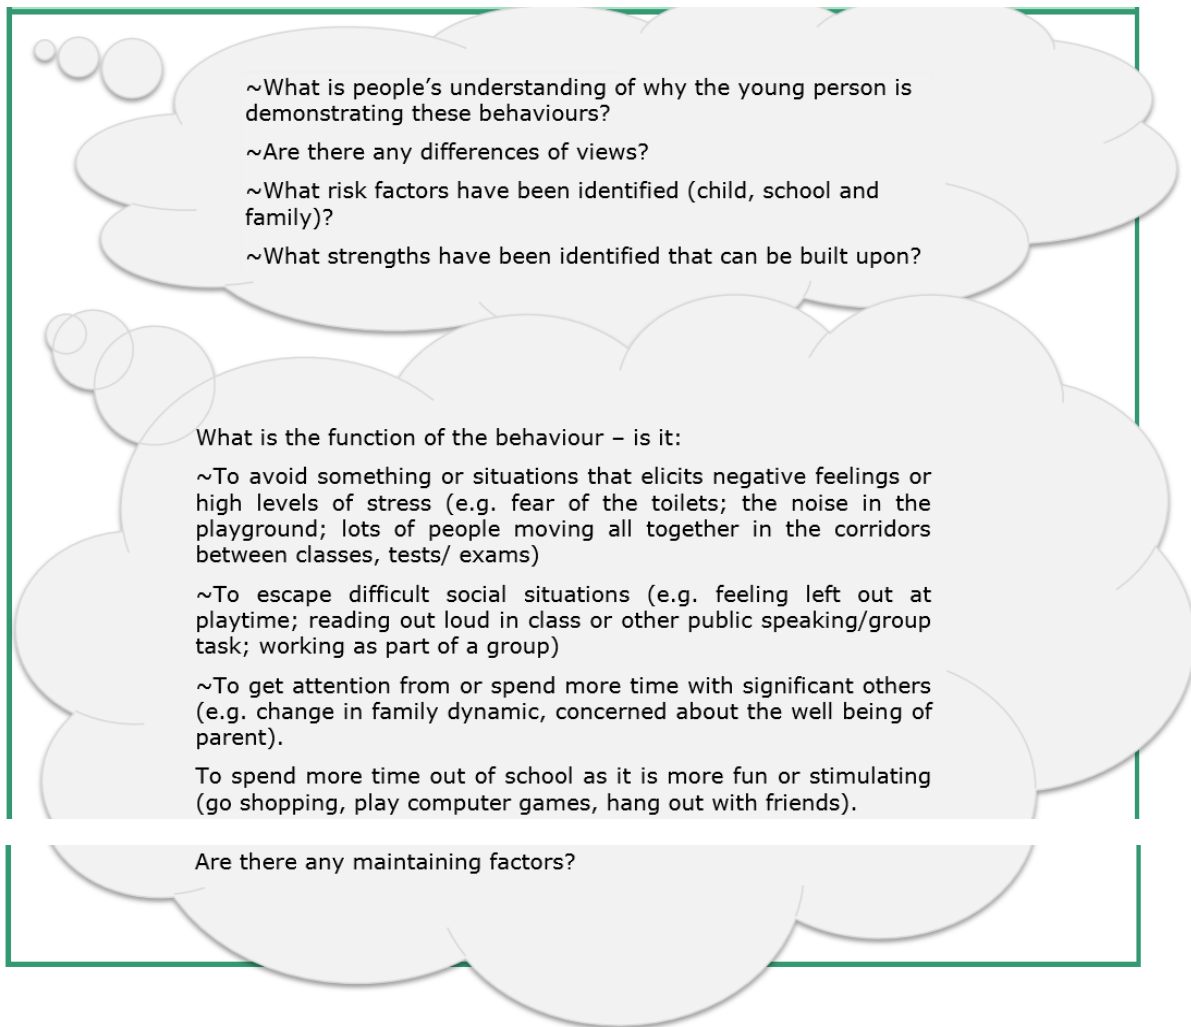 ~What is people’s understanding of why the young person is
demonstrating these behaviours?
~Are there any differences of views?
~What risk factors have been identified (child, school and
family)?
~What strengths have been identified that can be built upon?
What is the function of the behaviour – is it:
~To avoid something or situations that elicits negative feelings or
high levels of stress (e.g. fear of the toilets; the noise in the
playground; lots of people moving all together in the corridors
between classes, tests/ exams)
~To escape difficult social situations (e.g. feeling left out at
playtime; reading out loud in class or other public speaking/group
task; working as part of a group)
~To get attention from or spend more time with significant others
(e.g. change in family dynamic, concerned about the well being of
parent).
To spend more time out of school as it is more fun or stimulating
(go shopping, play computer games, hang out with friends).
Are there any maintaining factors?